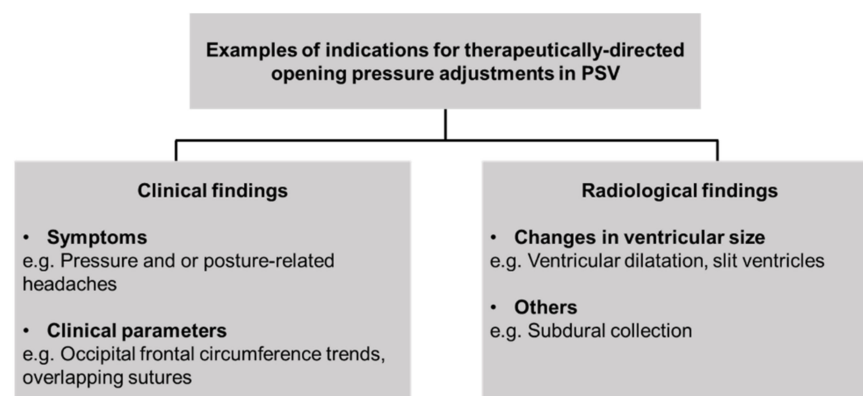 Examples of indications for therapeutically-directed
opening pressure adjustments in PSV
Clinical findings
• Symptoms
e.g. Pressure and or posture-related
headaches
• Clinical parameters
e.g. Occipital frontal circumference trends,
overlapping sutures
Radiological findings
• Changes in ventricular size
e.g. Ventricular dilatation, slit ventricles
• Others
e.g. Subdural collection